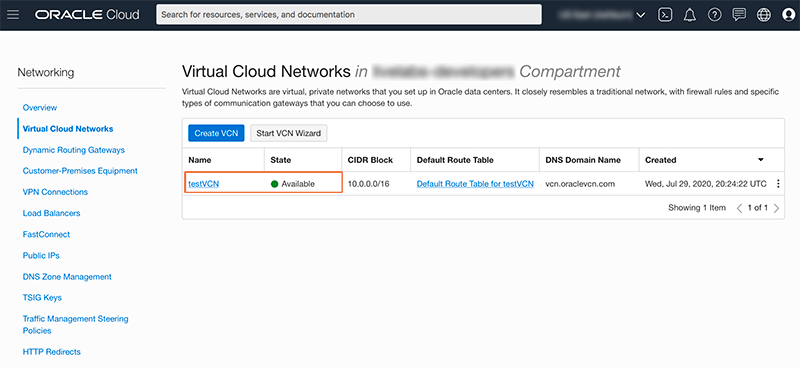 ORACLE Cloud
Search for resources, services, and documentation
Networking
Overview
Virtual Cloud Networks
Dynamic Routing Gateways
Customer-Premises Equipment
VPN Connections
Load Balancers
FastConnect
Public IPs
DNS Zone Management
TSIG Keys
Traffic Management Steering
Policies
HTTP Redirects
Virtual Cloud Networks in Compartment
Virtual Cloud Networks are virtual, private networks that you set up in Oracle data centers. It closely resembles a traditional network, with firewall rules and specific
types of communication gateways that you can choose to use.
Create VCN Start VCN Wizard
Name State CIDR Block Default Route Table DNS Domain Name Created
testVCN Available 10.0.0.0/16 Default Route Table for testVCN vcn.oraclevcn.com Wed, Jul 29, 2020, 20:24:22 UTC
Showing 1 Item 1 of 1